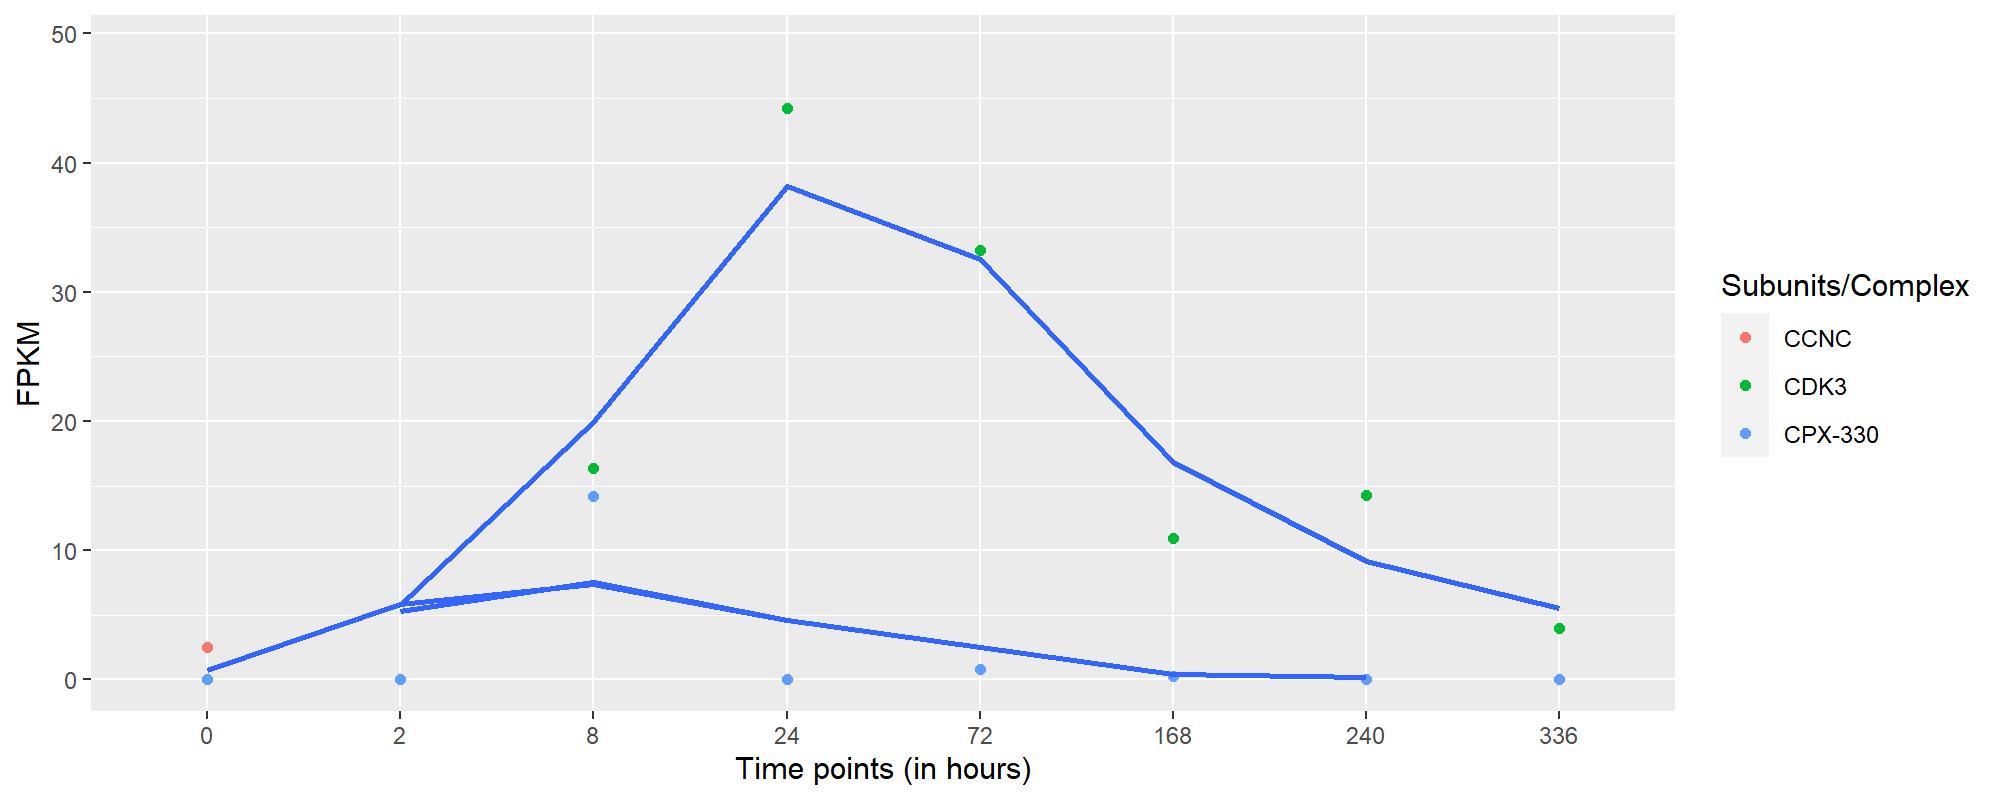 50
40
30
20
10
0
FPKM
0 2 8 24 72 168 240 336
Time points (in hours)
Subunits/Complex
CCNC
CDK3
CPX-330